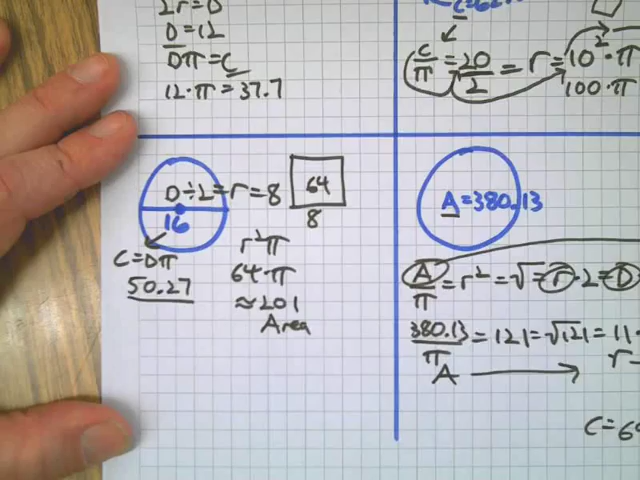 2r=D
D=12
Dπ=C
12·π=37.7
C/π=20/2=r=10²·π
100·π
D÷2=r=8
64
8
16
C=Dπ
50.27
r²π
64·π
≈201
Area
A=380.13
A/π=r²=√=r·2=D
380.13/π=121=√121=11
A
r
C=6